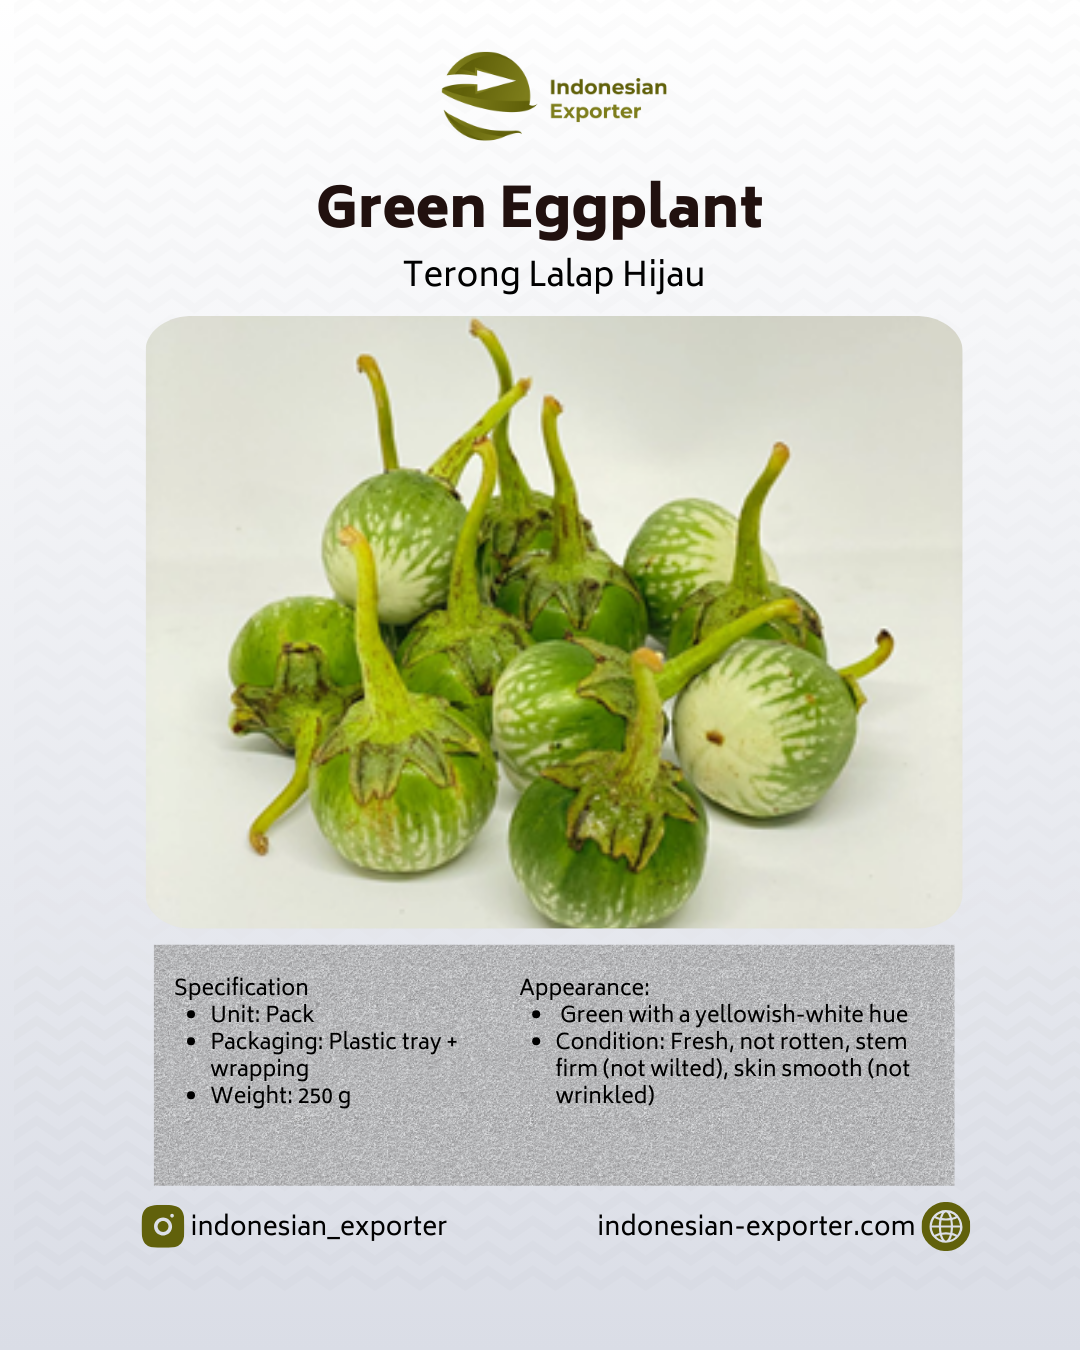 Indonesian
Exporter
Green Eggplant
Terong Lalap Hijau
Specification
• Unit: Pack
• Packaging: Plastic tray +
wrapping
• Weight: 250 g
Appearance:
• Green with a yellowish-white hue
• Condition: Fresh, not rotten, stem
firm (not wilted), skin smooth (not
wrinkled)
indonesian_exporter
indonesian-exporter.com